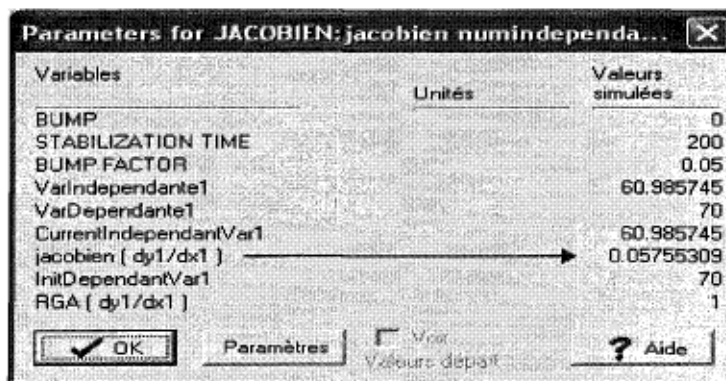 Parameters for JACOBIEN: jacobien numindependa...
Variables Unités Valeurs simulées
BUMP 0
STABILIZATION TIME 200
BUMP FACTOR 0.05
VarIndependante1 60.985745
VarDependante1 70
CurrentIndependantVar1 60.985745
jacobien ( dy1/dx1 ) 0.05755309
InitDependantVar1 70
RGA ( dy1/dx1 ) 1
OK Paramètres Voir Valeurs départ ? Aide